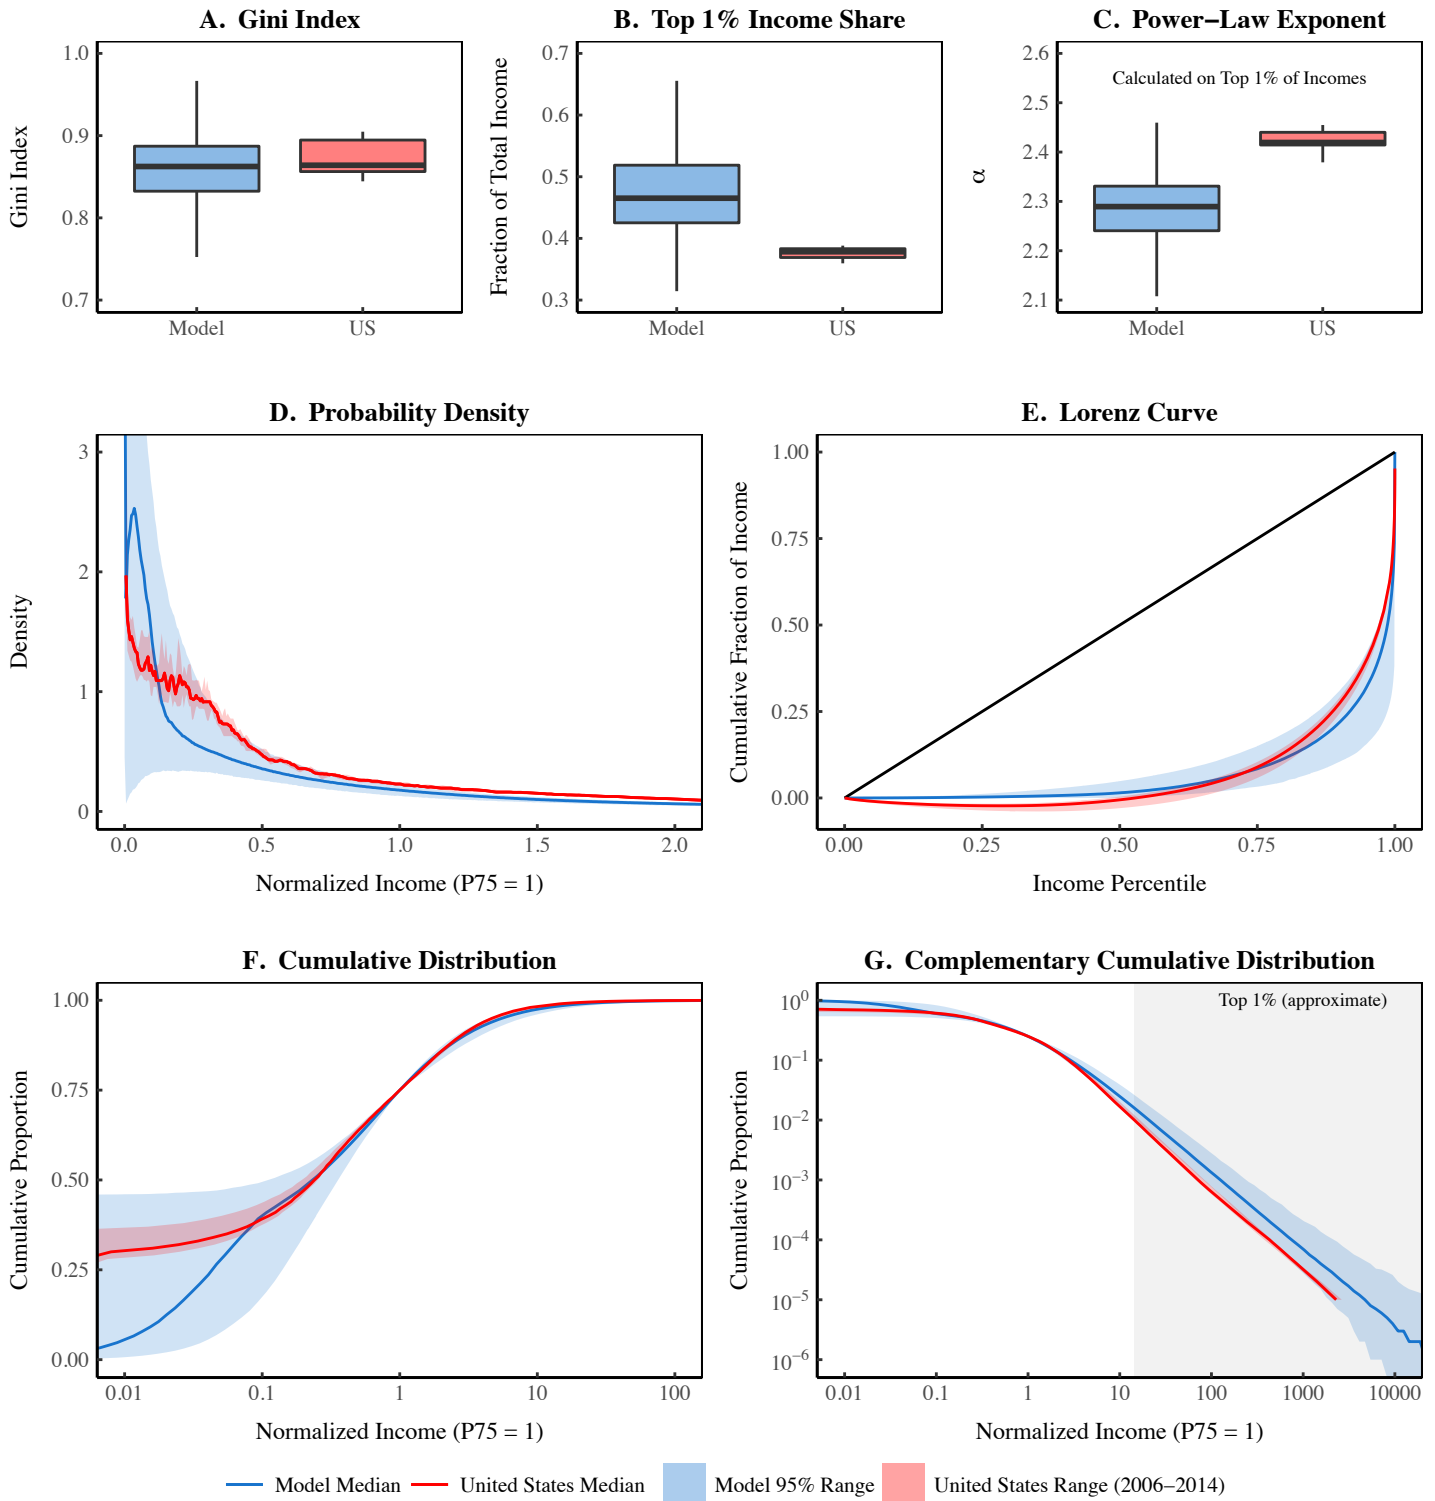 A. Gini Index
B. Top 1% Income Share
C. Power−Law Exponent
Gini Index
1.0
0.9
0.8
0.7
Model
US
Fraction of Total Income
0.7
0.6
0.5
0.4
0.3
Model
US
α
2.6
2.5
2.4
2.3
2.2
2.1
Calculated on Top 1% of Incomes
Model
US
D. Probability Density
E. Lorenz Curve
Density
3
2
1
0
0.0
0.5
1.0
1.5
2.0
Normalized Income (P75 = 1)
Cumulative Fraction of Income
1.00
0.75
0.50
0.25
0.00
0.00
0.25
0.50
0.75
1.00
Income Percentile
F. Cumulative Distribution
G. Complementary Cumulative Distribution
Cumulative Proportion
1.00
0.75
0.50
0.25
0.00
0.01
0.1
1
10
100
Normalized Income (P75 = 1)
Cumulative Proportion
10⁰
10⁻¹
10⁻²
10⁻³
10⁻⁴
10⁻⁵
10⁻⁶
Top 1% (approximate)
0.01
0.1
1
10
100
1000
10000
Normalized Income (P75 = 1)
Model Median
United States Median
Model 95% Range
United States Range (2006−2014)